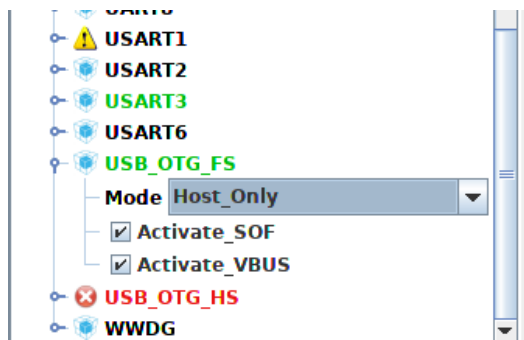 USART1
USART2
USART3
USART6
USB_OTG_FS
Mode Host_Only
Activate_SOF
Activate_VBUS
USB_OTG_HS
WWDG